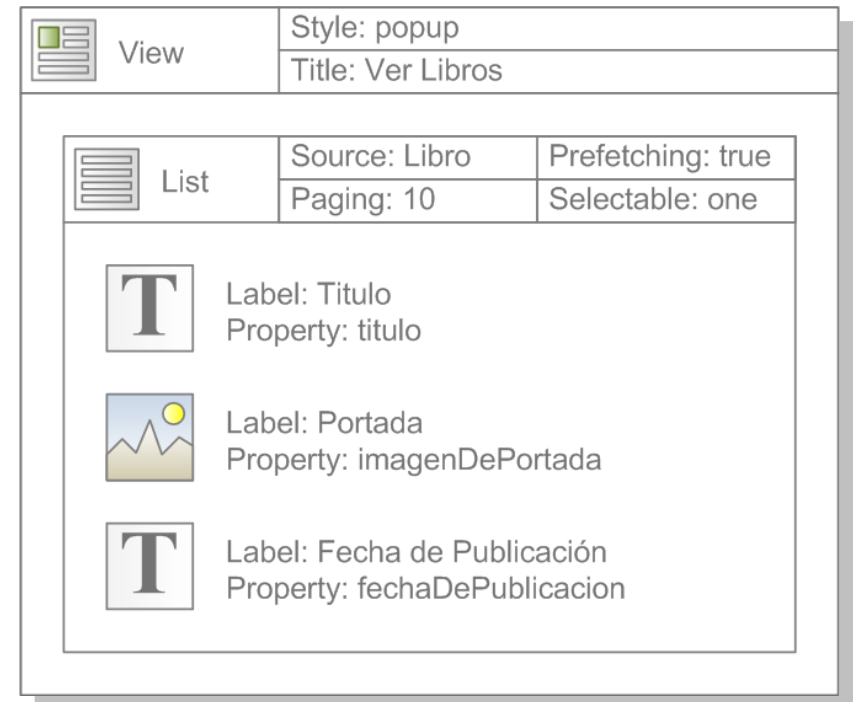 View
Style: popup
Title: Ver Libros
List
Source: Libro
Prefetching: true
Paging: 10
Selectable: one
T
Label: Titulo
Property: titulo
Label: Portada
Property: imagenDePortada
T
Label: Fecha de Publicación
Property: fechaDePublicacion